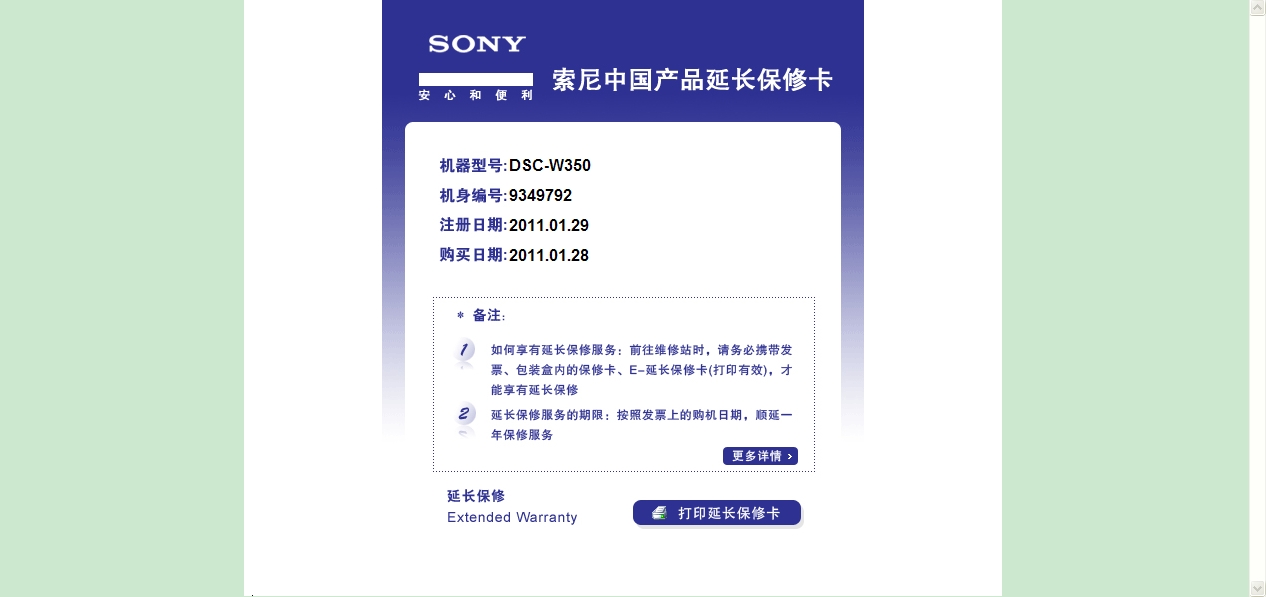 SONY
安心和便利
索尼中国产品延长保修卡
机器型号:DSC-W350
机身编号:9349792
注册日期:2011.01.29
购买日期:2011.01.28
* 备注:
1 如何享有延长保修服务：前往维修站时，请务必携带发
票、包装盒内的保修卡、E-延长保修卡(打印有效)，才
能享有延长保修
2 延长保修服务的期限：按照发票上的购机日期，顺延一
年保修服务
更多详情 ›
延长保修
Extended Warranty
打印延长保修卡